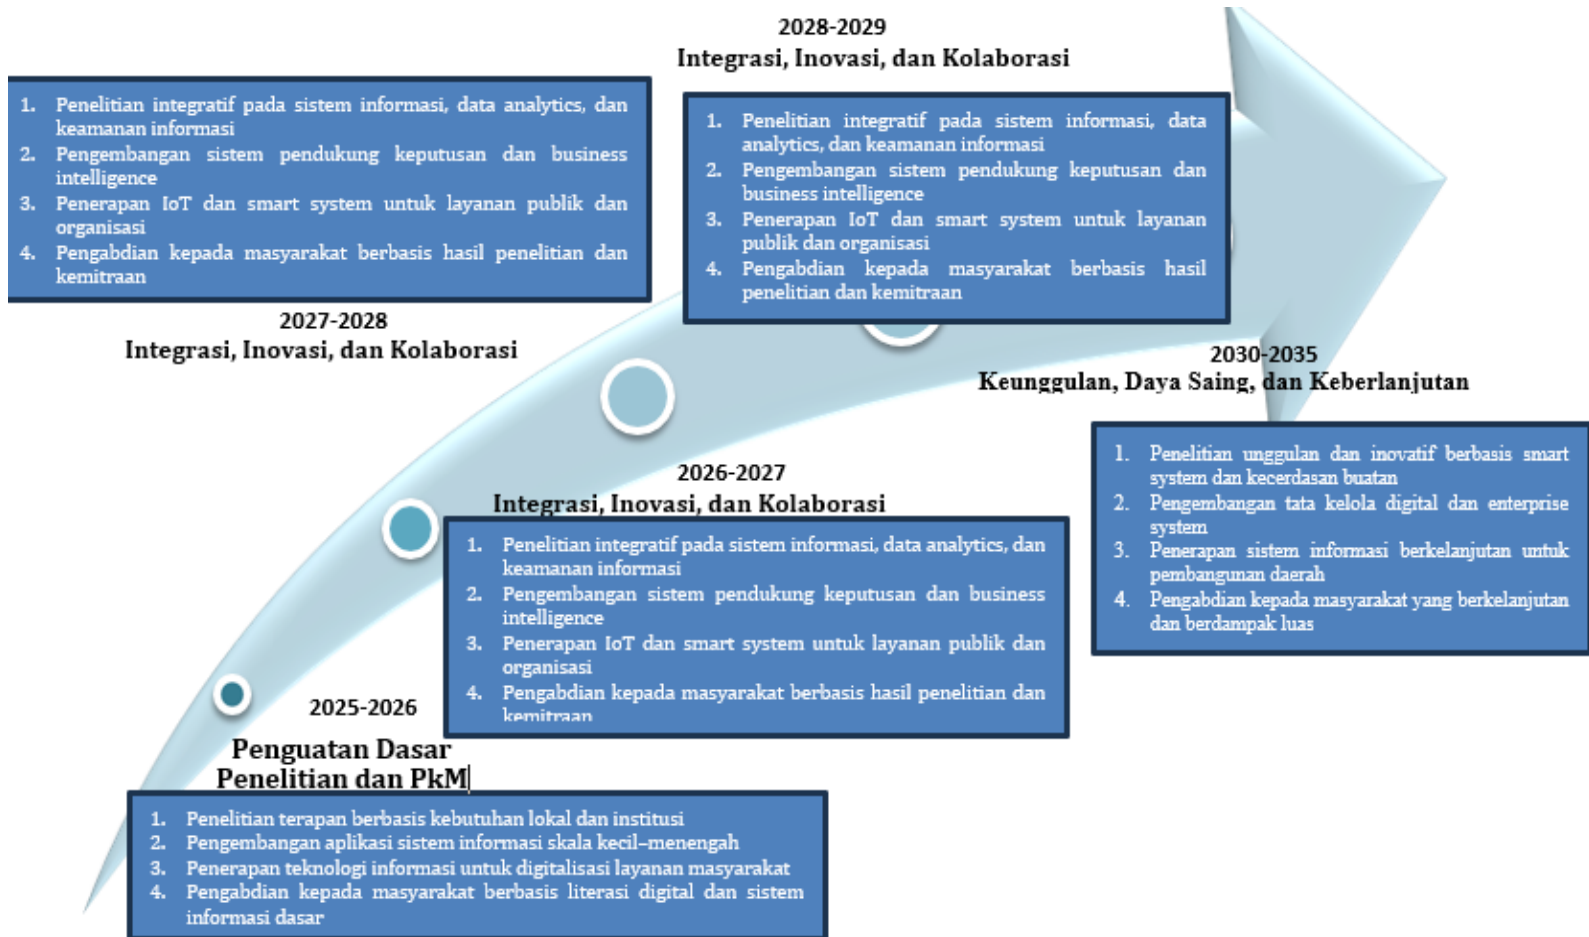 2028-2029
Integrasi, Inovasi, dan Kolaborasi
1. Penelitian integratif pada sistem informasi, data analytics, dan
keamanan informasi
2. Pengembangan sistem pendukung keputusan dan business
intelligence
3. Penerapan IoT dan smart system untuk layanan publik dan
organisasi
4. Pengabdian kepada masyarakat berbasis hasil penelitian dan
kemitraan
2027-2028
Integrasi, Inovasi, dan Kolaborasi
1. Penelitian integratif pada sistem informasi, data
analytics, dan keamanan informasi
2. Pengembangan sistem pendukung keputusan dan
business intelligence
3. Penerapan IoT dan smart system untuk layanan
publik dan organisasi
4. Pengabdian kepada masyarakat berbasis hasil
penelitian dan kemitraan
2030-2035
Keunggulan, Daya Saing, dan Keberlanjutan
1. Penelitian unggulan dan inovatif berbasis smart
system dan kecerdasan buatan
2. Pengembangan tata kelola digital dan enterprise
system
3. Penerapan sistem informasi berkelanjutan untuk
pembangunan daerah
4. Pengabdian kepada masyarakat yang berkelanjutan
dan berdampak luas
2026-2027
Integrasi, Inovasi, dan Kolaborasi
1. Penelitian integratif pada sistem informasi, data analytics, dan
keamanan informasi
2. Pengembangan sistem pendukung keputusan dan business
intelligence
3. Penerapan IoT dan smart system untuk layanan publik dan
organisasi
4. Pengabdian kepada masyarakat berbasis hasil penelitian dan
kemitraan
2025-2026
Penguatan Dasar
Penelitian dan PkM
1. Penelitian terapan berbasis kebutuhan lokal dan institusi
2. Pengembangan aplikasi sistem informasi skala kecil–menengah
3. Penerapan teknologi informasi untuk digitalisasi layanan masyarakat
4. Pengabdian kepada masyarakat berbasis literasi digital dan sistem
informasi dasar